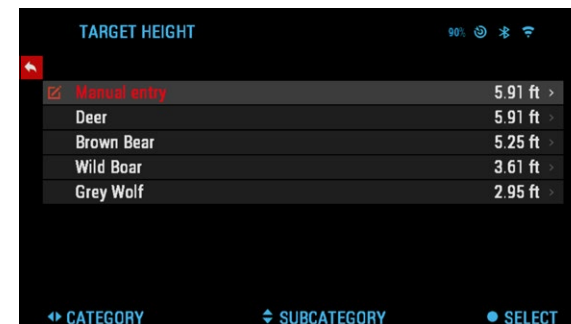 TARGET HEIGHT 90%
Manual entry 5.91 ft >
Deer 5.91 ft >
Brown Bear 5.25 ft >
Wild Boar 3.61 ft >
Grey Wolf 2.95 ft >
CATEGORY SUBCATEGORY SELECT